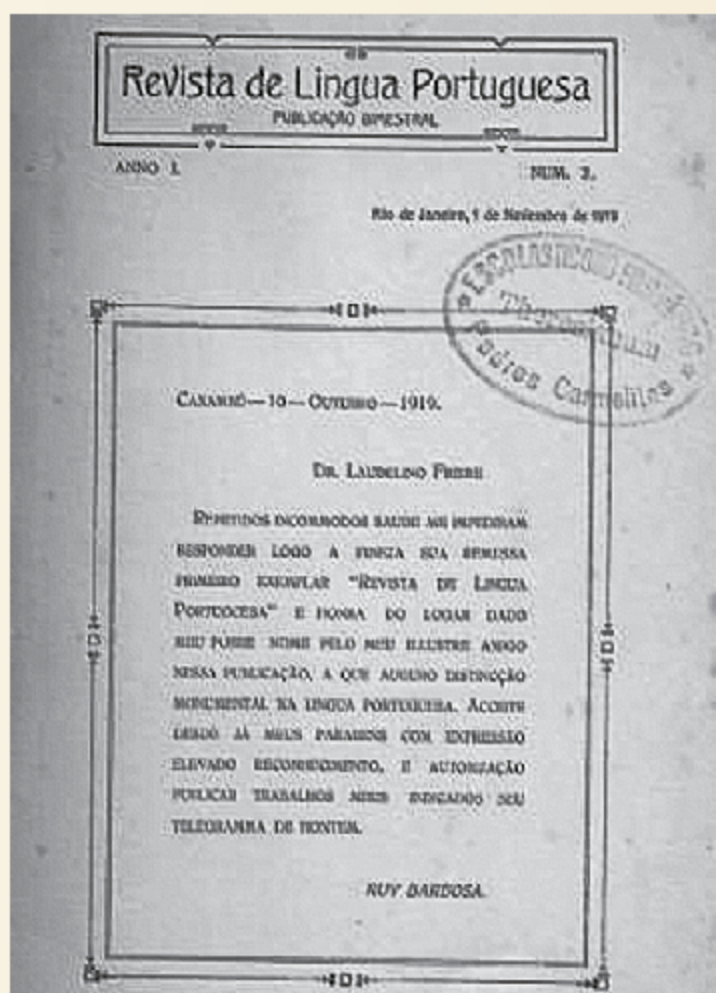 Revista de Lingua Portuguesa
PUBLICAÇÃO BIMESTRAL
ANNO I.
NUM. 2.
Rio de Janeiro, 1 de Novembro de 1919
ESCOLASTICADO
Padres Carmelitas
CAXAMBÚ—10—OUTUBRO—1919.
DR. LAUDELINO FREIRE
REPETIDOS INCOMMODOS SAUDE ME IMPEDIRAM
RESPONDER LOGO A FINEZA SUA REMESSA
PRIMEIRO EXEMPLAR "REVISTA DE LINGUA
PORTUGUESA" E HONRA DO LOGAR DADO
MEU POBRE NOME PELO MEU ILLUSTRE AMIGO
NESSA PUBLICAÇÃO, A QUE AUGURO DISTINCÇÃO
MONUMENTAL NA LINGUA PORTUGUESA. ACCEITE
DESDE JÁ MEUS PARABENS COM EXPRESSÃO
ELEVADO RECONHECIMENTO, E AUTORIZAÇÃO
PUBLICAR TRABALHOS MEUS INDICADOS SEU
TELEGRAMMA DE HONTEM.
RUY BARBOSA.